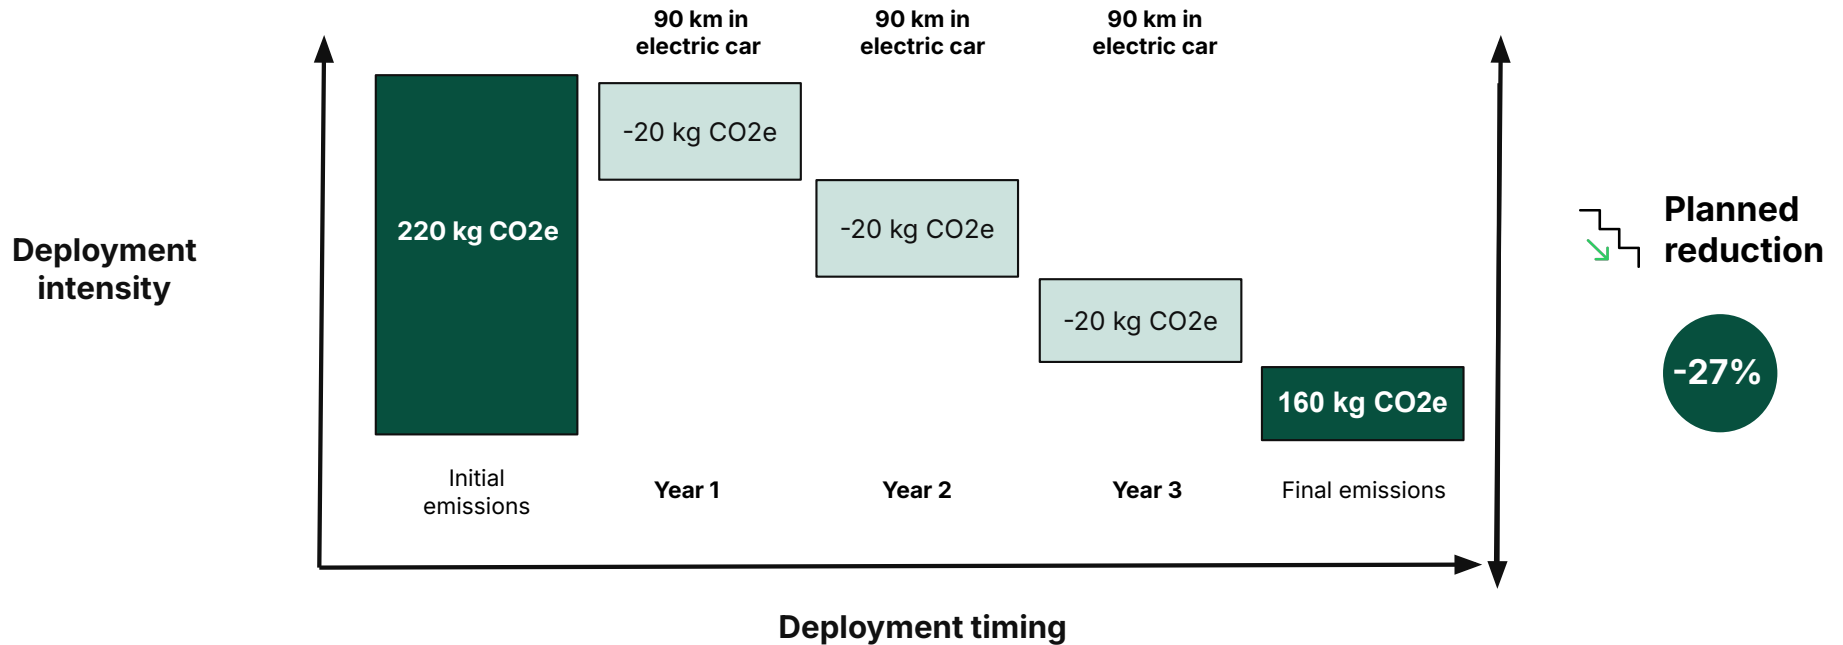 90 km in
electric car
90 km in
electric car
90 km in
electric car
Deployment
intensity
220 kg CO2e
-20 kg CO2e
-20 kg CO2e
-20 kg CO2e
160 kg CO2e
Initial
emissions
Year 1
Year 2
Year 3
Final emissions
Deployment timing
Planned
reduction
-27%